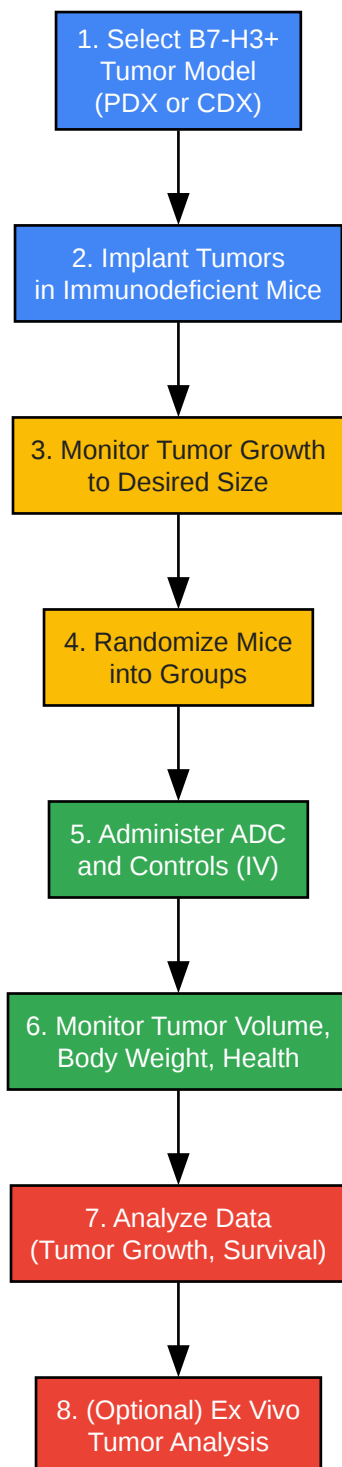 1. Select B7-H3+
Tumor Model
(PDX or CDX)
2. Implant Tumors
in Immunodeficient Mice
3. Monitor Tumor Growth
to Desired Size
4. Randomize Mice
into Groups
5. Administer ADC
and Controls (IV)
6. Monitor Tumor Volume,
Body Weight, Health
7. Analyze Data
(Tumor Growth, Survival)
8. (Optional) Ex Vivo
Tumor Analysis